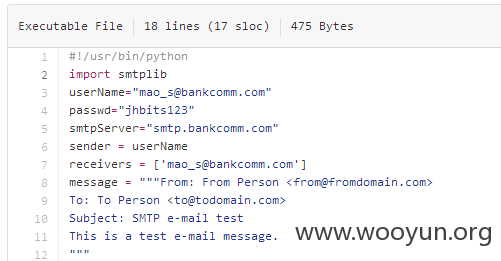 Executable File 18 lines (17 sloc) 475 Bytes
1 #!/usr/bin/python
2 import smtplib
3 userName="mao_s@bankcomm.com"
4 passwd="jhbits123"
5 smtpServer="smtp.bankcomm.com"
6 sender = userName
7 receivers = ['mao_s@bankcomm.com']
8 message = """From: From Person <from@fromdomain.com>
9 To: To Person <to@todomain.com>
10 Subject: SMTP e-mail test
11 This is a test e-mail message.
12 """
www.wooyun.org